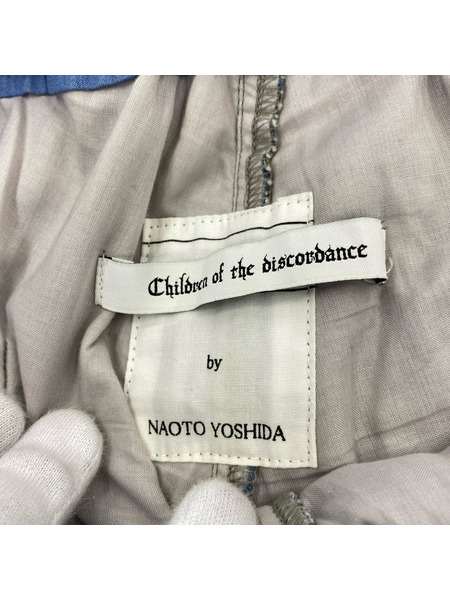 Children of the discordance
by
NAOTO YOSHIDA